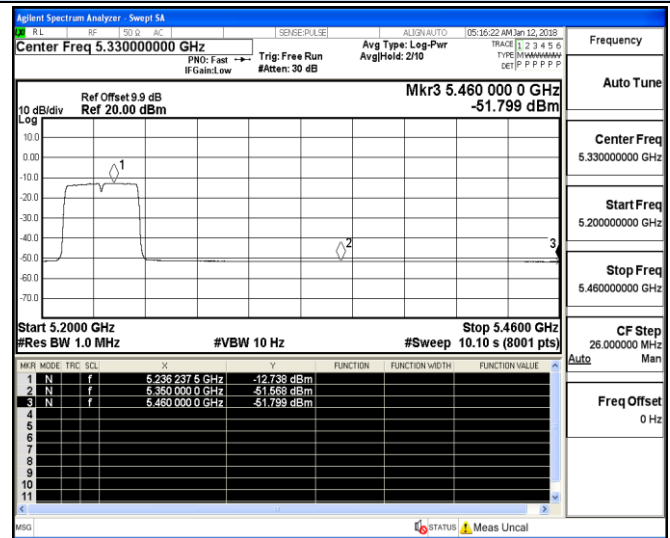 Agilent Spectrum Analyzer - Swept SA
RL RF 50 Ω AC SENSE:PULSE ALIGNAUTO 05:16:22 AM Jan 12, 2018
Center Freq 5.330000000 GHz
PNO: Fast
IFGain:Low
Trig: Free Run
#Atten: 30 dB
Avg Type: Log-Pwr
Avg|Hold: 2/10
TRACE 1 2 3 4 5 6
TYPE MWWWWW
DET P P P P P P
Ref Offset 9.9 dB
10 dB/div Ref 20.00 dBm
Log
Mkr3 5.460 000 0 GHz
-51.799 dBm
10.0
0.00
-10.0
-20.0
-30.0
-40.0
-50.0
-60.0
-70.0
1
2
3
Start 5.2000 GHz Stop 5.4600 GHz
#Res BW 1.0 MHz #VBW 10 Hz #Sweep 10.10 s (8001 pts)
MKR MODE TRC SCL X Y FUNCTION FUNCTION WIDTH FUNCTION VALUE
1 N f 5.236 237 5 GHz -12.738 dBm
2 N f 5.350 000 0 GHz -51.568 dBm
3 N f 5.460 000 0 GHz -51.799 dBm
4
5
6
7
8
9
10
11
MSG STATUS Meas Uncal
Frequency
Auto Tune
Center Freq
5.330000000 GHz
Start Freq
5.200000000 GHz
Stop Freq
5.460000000 GHz
CF Step
26.000000 MHz
Auto Man
Freq Offset
0 Hz